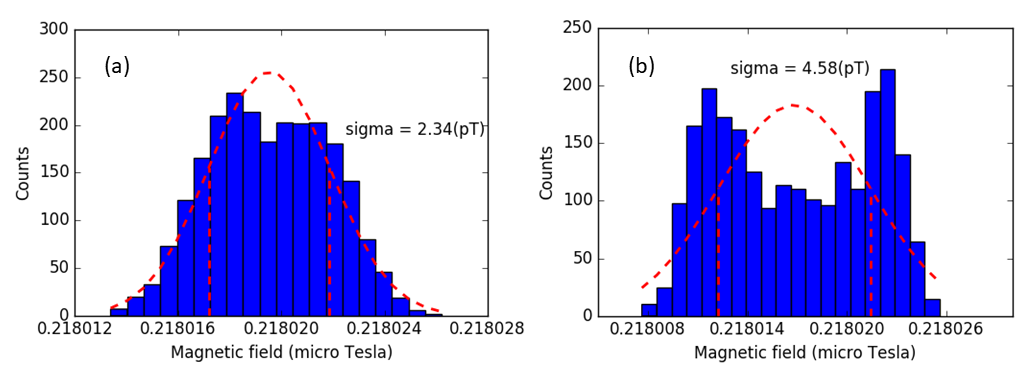 (a)
sigma = 2.34(pT)
300
250
200
150
100
50
0
Counts
0.218012 0.218016 0.218020 0.218024 0.218028
Magnetic field (micro Tesla)
(b)
sigma = 4.58(pT)
250
200
150
100
50
0
Counts
0.218008 0.218014 0.218020 0.218026
Magnetic field (micro Tesla)